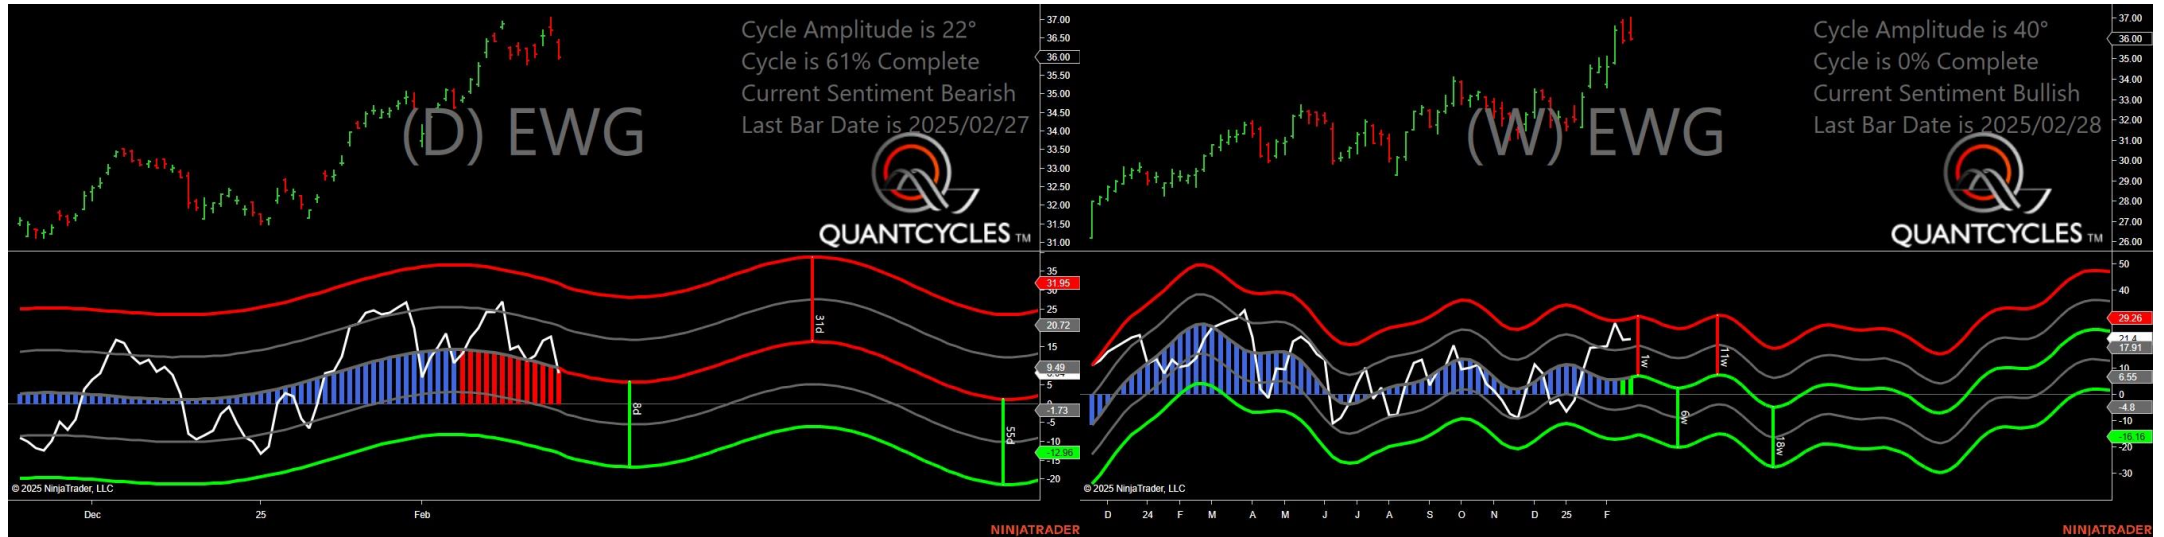 Cycle Amplitude is 22°
Cycle is 61% Complete
Current Sentiment Bearish
Last Bar Date is 2025/02/27
(D) EWG
QUANTCYCLES TM
37.00
36.50
36.00
35.50
35.00
34.50
34.00
33.50
33.00
32.50
32.00
31.50
31.00
35
31.95
30
25
20.72
15
9.49
5
0
-1.73
-5
-10
-12.96
-15
-20
8d
31d
55d
© 2025 NinjaTrader, LLC
Dec
25
Feb
NINJATRADER
Cycle Amplitude is 40°
Cycle is 0% Complete
Current Sentiment Bullish
Last Bar Date is 2025/02/28
(W) EWG
QUANTCYCLES TM
37.00
36.00
35.00
34.00
33.00
32.00
31.00
30.00
29.00
28.00
27.00
26.00
50
40
29.26
21.4
17.91
10
6.55
0
-4.8
-10
-16.16
-20
-30
1w
6w
11w
18w
© 2025 NinjaTrader, LLC
D 24 F M A M J J A S O N D 25 F
NINJATRADER